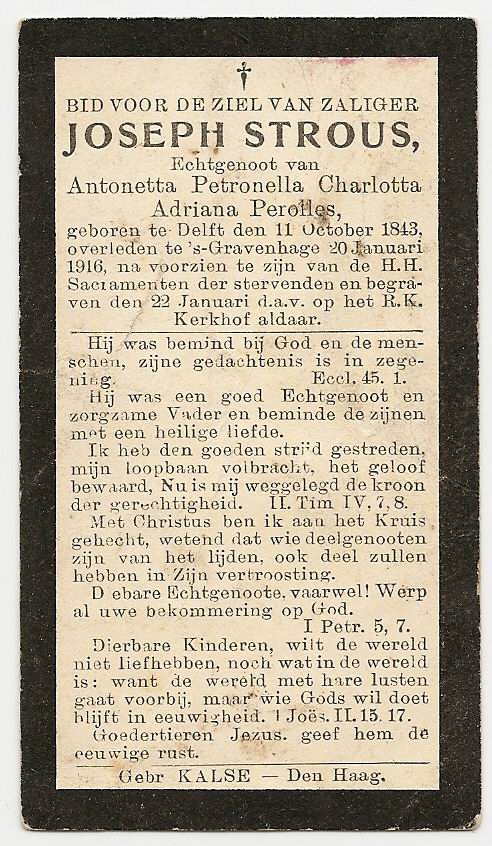 BID VOOR DE ZIEL VAN ZALIGER
JOSEPH STROUS,
Echtgenoot van
Antonetta Petronella Charlotta
Adriana Perolles,
geboren te Delft den 11 October 1843,
overleden te 's-Gravenhage 20 Januari
1916, na voorzien te zijn van de H.H.
Sacramenten der stervenden en begra-
ven den 22 Januari d.a.v. op het R.K.
Kerkhof aldaar.
Hij was bemind bij God en de men-
schen, zijne gedachtenis is in zege-
ning. Eccl. 45. 1.
Hij was een goed Echtgenoot en
zorgzame Vader en beminde de zijnen
met een heilige liefde.
Ik heb den goeden strijd gestreden,
mijn loopbaan volbracht, het geloof
bewaard, Nu is mij weggelegd de kroon
der gerechtigheid. II. Tim IV, 7, 8.
Met Christus ben ik aan het Kruis
gehecht, wetend dat wie deelgenooten
zijn van het lijden, ook deel zullen
hebben in Zijn vertroosting.
D ebare Echtgenoote, vaarwel! Werp
al uwe bekommering op God.
I Petr. 5, 7.
Dierbare Kinderen, wilt de wereld
niet liefhebben, noch wat in de wereld
is: want de wereld met hare lusten
gaat voorbij, maar wie Gods wil doet
blijft in eeuwigheid. I Joës. II. 15. 17.
Goedertieren Jezus. geef hem de
eeuwige rust.
Gebr KALSE — Den Haag.